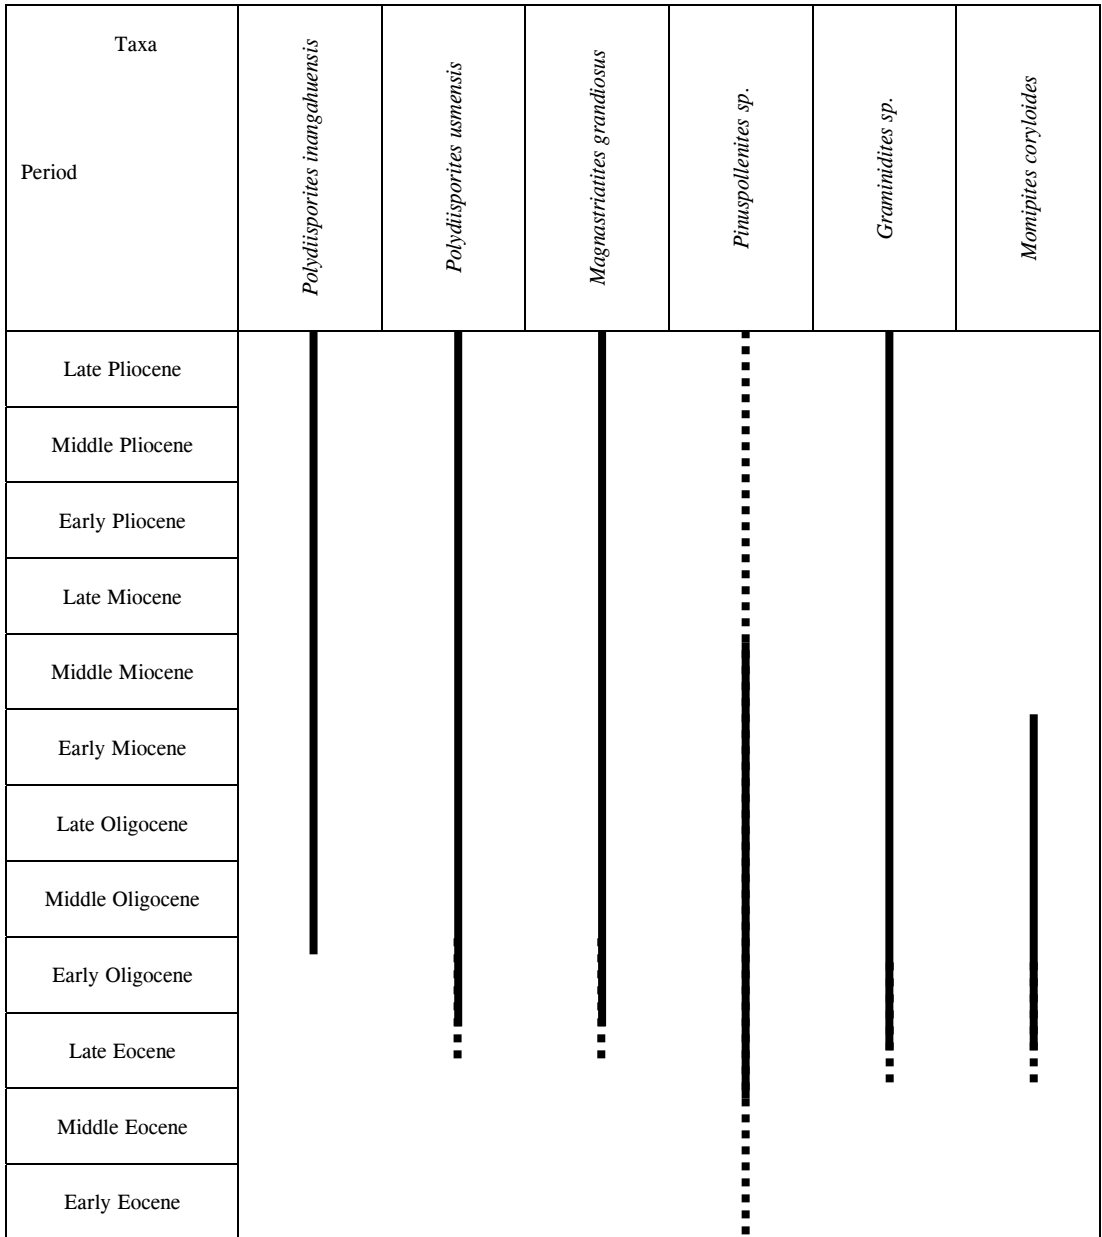 Taxa
Period
Polydiisporites inangahuensis
Polydiisporites usmensis
Magnastriatites grandiosus
Pinuspollenites sp.
Graminidites sp.
Momipites coryloides
Late Pliocene
Middle Pliocene
Early Pliocene
Late Miocene
Middle Miocene
Early Miocene
Late Oligocene
Middle Oligocene
Early Oligocene
Late Eocene
Middle Eocene
Early Eocene